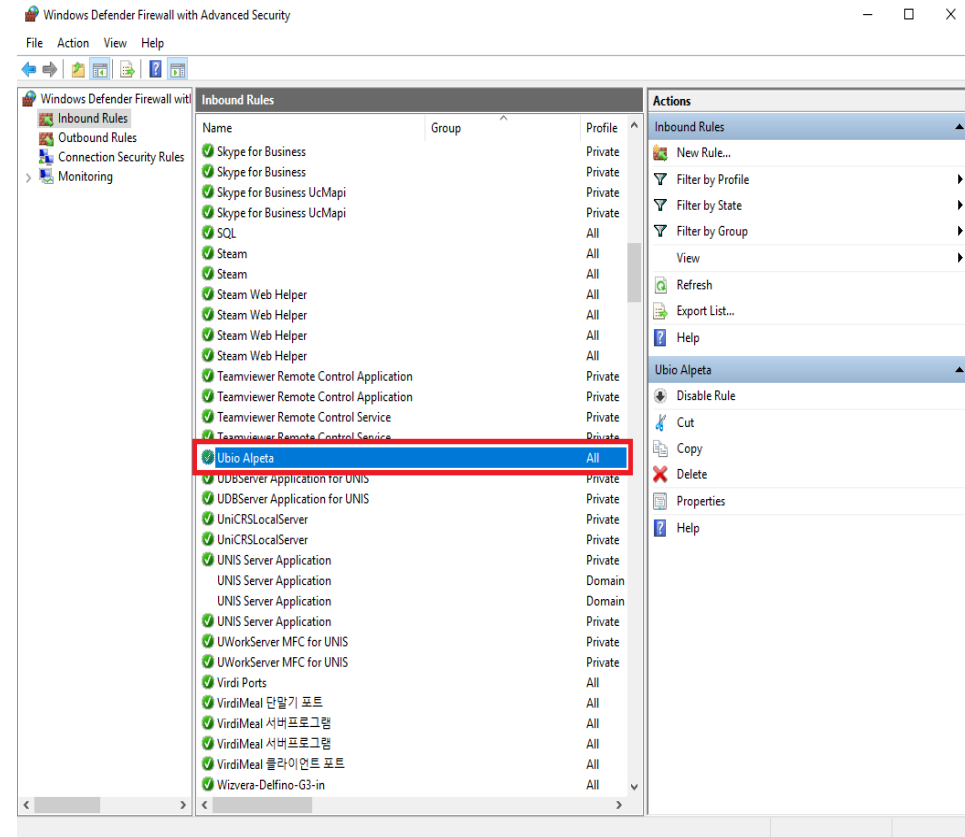 Windows Defender Firewall with Advanced Security
File Action View Help
Windows Defender Firewall witl
Inbound Rules
Outbound Rules
Connection Security Rules
Monitoring
Inbound Rules
Name Group Profile
Skype for Business Private
Skype for Business Private
Skype for Business UcMapi Private
Skype for Business UcMapi Private
SQL All
Steam All
Steam All
Steam Web Helper All
Steam Web Helper All
Steam Web Helper All
Steam Web Helper All
Teamviewer Remote Control Application Private
Teamviewer Remote Control Application Private
Teamviewer Remote Control Service Private
Teamviewer Remote Control Service Private
Ubio Alpeta All
UDBServer Application for UNIS Private
UDBServer Application for UNIS Private
UniCRSLocalServer Private
UniCRSLocalServer Private
UNIS Server Application Private
UNIS Server Application Domain
UNIS Server Application Domain
UNIS Server Application Private
UWorkServer MFC for UNIS Private
UWorkServer MFC for UNIS Private
Virdi Ports All
VirdiMeal 단말기 포트 All
VirdiMeal 서버프로그램 All
VirdiMeal 서버프로그램 All
VirdiMeal 클라이언트 포트 All
Wizvera-Delfino-G3-in All
Actions
Inbound Rules
New Rule...
Filter by Profile
Filter by State
Filter by Group
View
Refresh
Export List...
Help
Ubio Alpeta
Disable Rule
Cut
Copy
Delete
Properties
Help